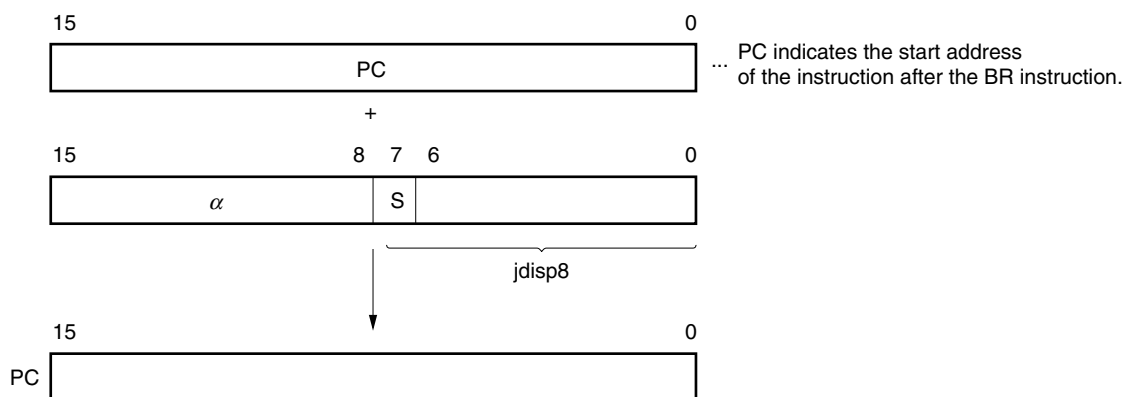 15 0
PC
... PC indicates the start address
of the instruction after the BR instruction.
+
15 8 7 6 0
α S
jdisp8
15 0
PC